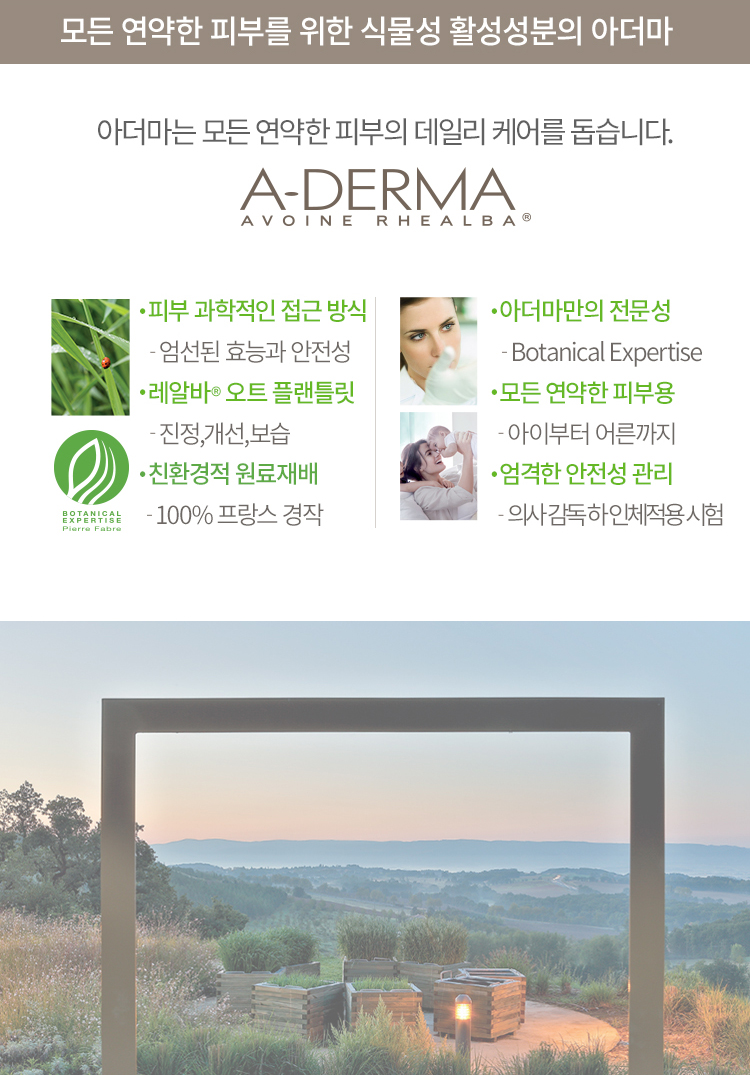 모든 연약한 피부를 위한 식물성 활성성분의 아더마
아더마는 모든 연약한 피부의 데일리 케어를 돕습니다.
A-DERMA
AVOINE RHEALBA®
•피부 과학적인 접근 방식
- 엄선된 효능과 안전성
•레알바® 오트 플랜틀릿
- 진정,개선,보습
•친환경적 원료재배
- 100% 프랑스 경작
BOTANICAL
EXPERTISE
Pierre Fabre
•아더마만의 전문성
- Botanical Expertise
•모든 연약한 피부용
- 아이부터 어른까지
•엄격한 안전성 관리
- 의사 감독하 인체적용 시험